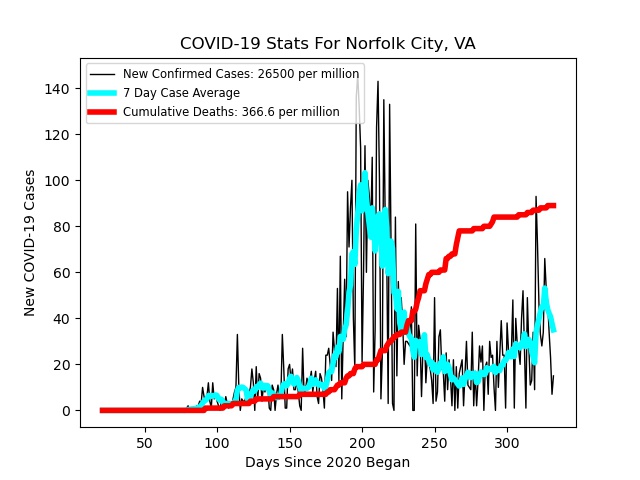 COVID-19 Stats For Norfolk City, VA
New Confirmed Cases: 26500 per million
7 Day Case Average
Cumulative Deaths: 366.6 per million
New COVID-19 Cases
140
120
100
80
60
40
20
0
50 100 150 200 250 300
Days Since 2020 Began